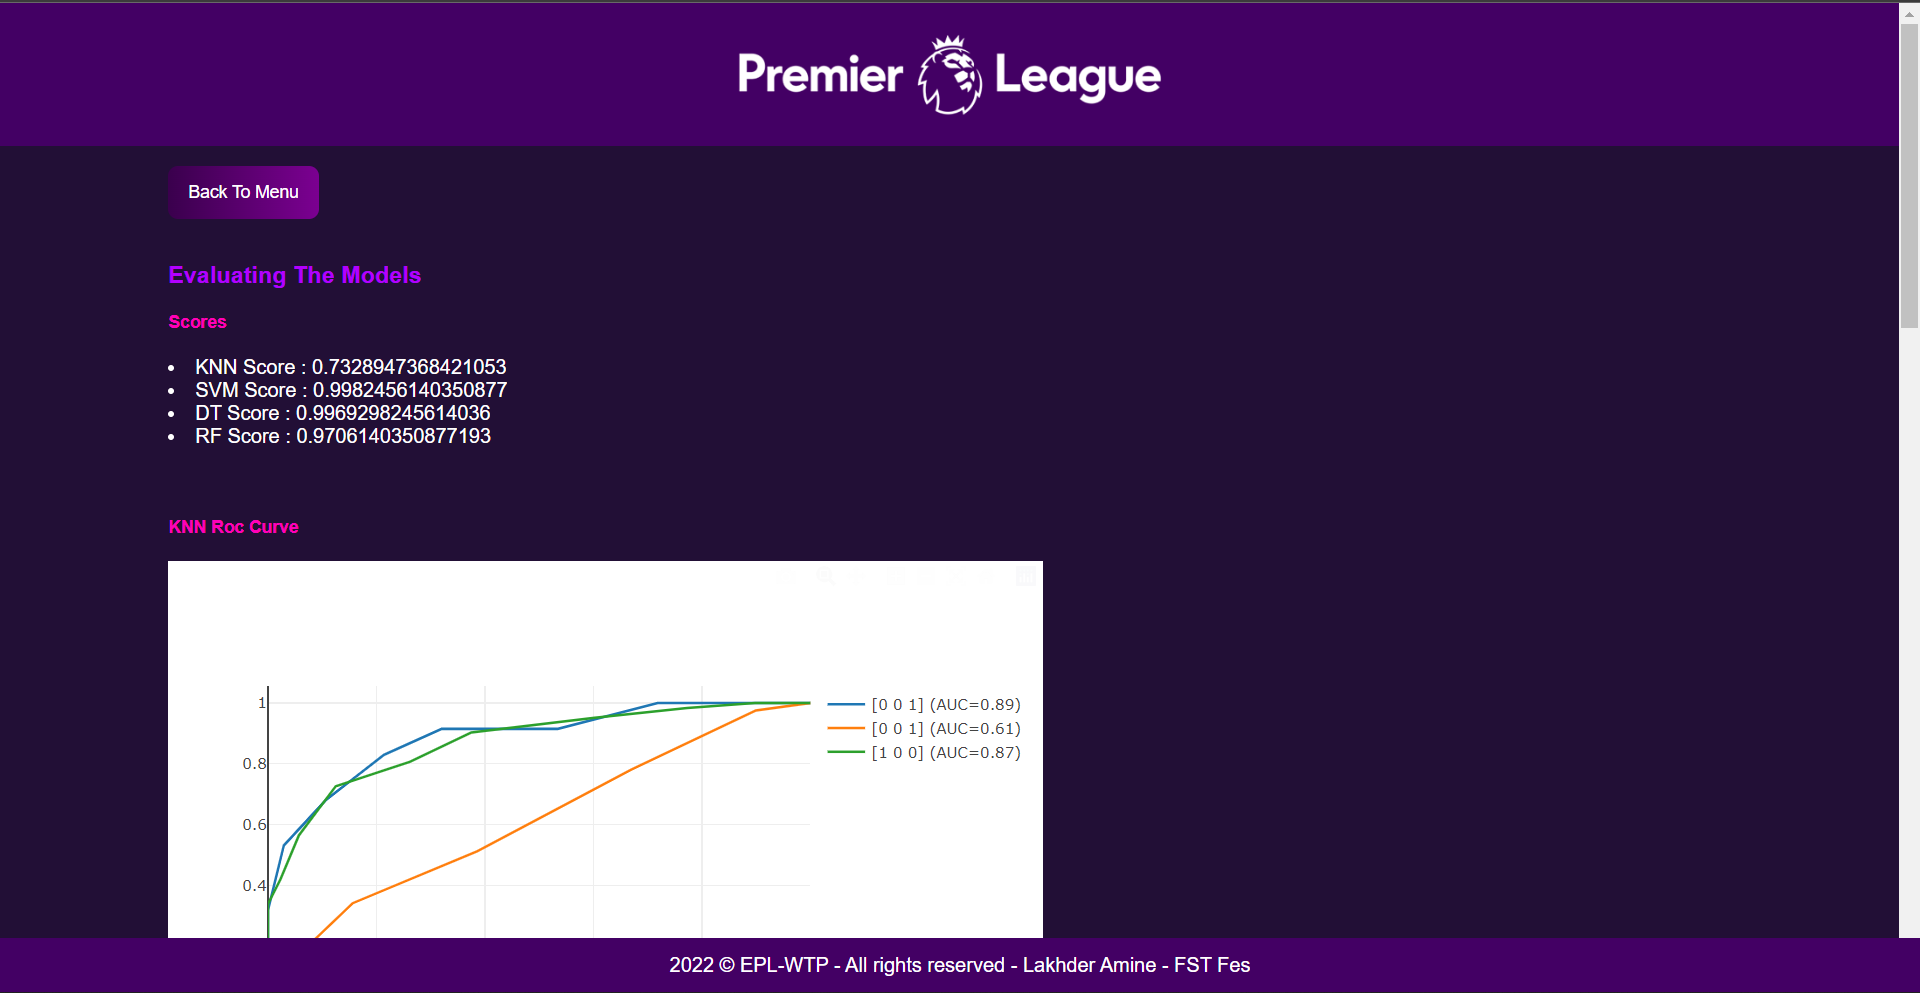 Premier League
Back To Menu
Evaluating The Models
Scores
KNN Score : 0.7328947368421053
SVM Score : 0.9982456140350877
DT Score : 0.9969298245614036
RF Score : 0.9706140350877193
KNN Roc Curve
1
0.8
0.6
0.4
[0 0 1] (AUC=0.89)
[0 0 1] (AUC=0.61)
[1 0 0] (AUC=0.87)
2022 © EPL-WTP - All rights reserved - Lakhder Amine - FST Fes